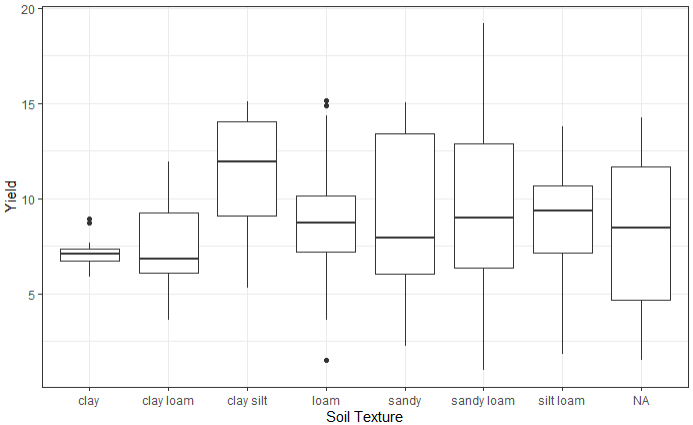 20
15
10
5
Yield
clay
clay loam
clay silt
loam
sandy
sandy loam
silt loam
NA
Soil Texture